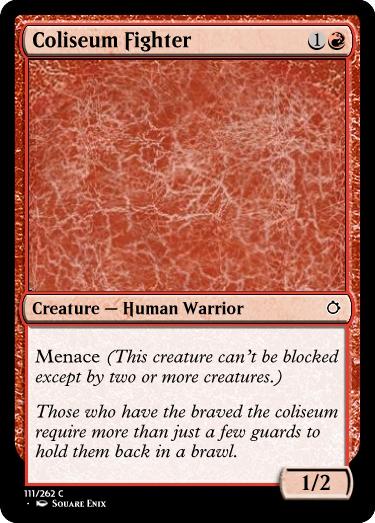 Coliseum Fighter 1
Creature — Human Warrior
Menace (This creature can't be blocked
except by two or more creatures.)
Those who have the braved the coliseum
require more than just a few guards to
hold them back in a brawl.
1/2
111/262 C
· Square Enix